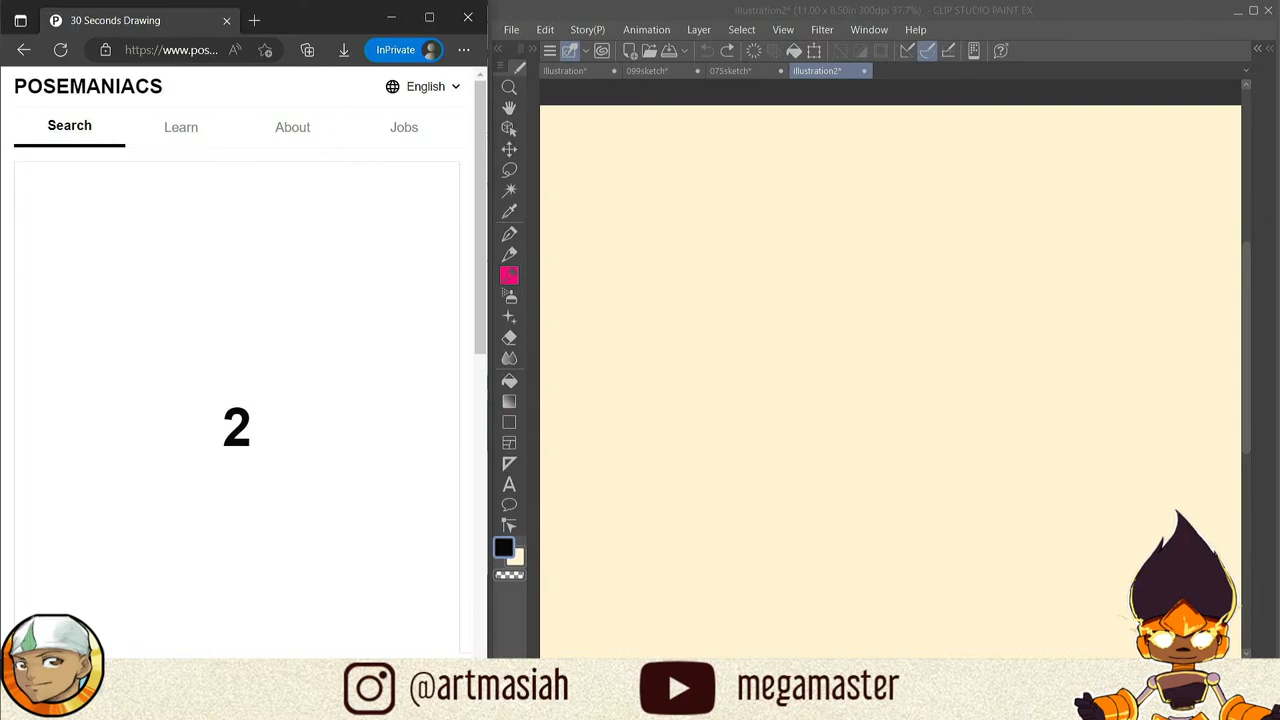 30 Seconds Drawing
https://www.pos...
InPrivate
POSEMANIACS
English
Search
Learn
About
Jobs
2
Illustration2* (11.00 x 8.50in 300dpi 37.7%) - CLIP STUDIO PAINT EX
File
Edit
Story(P)
Animation
Layer
Select
View
Filter
Window
Help
Illustration*
099sketch*
075sketch*
Illustration2*
@artmasiah
megamaster